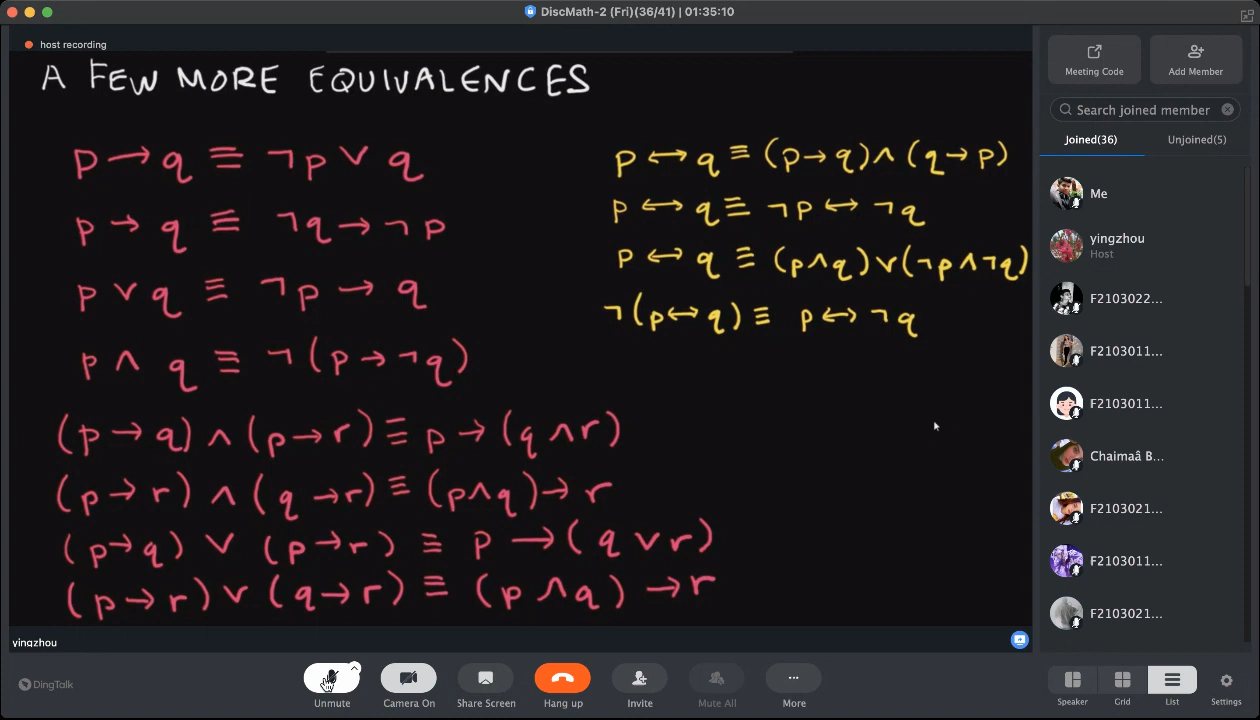 DiscMath-2 (Fri)(36/41) | 01:35:10
host recording
A FEW MORE EQUIVALENCES
p → q ≡ ¬p ∨ q
p → q ≡ ¬q → ¬p
p ∨ q ≡ ¬p → q
p ∧ q ≡ ¬(p → ¬q)
(p → q) ∧ (p → r) ≡ p → (q ∧ r)
(p → r) ∧ (q → r) ≡ (p ∧ q) → r
(p → q) ∨ (p → r) ≡ p → (q ∨ r)
(p → r) ∨ (q → r) ≡ (p ∧ q) → r
p ↔ q ≡ (p → q) ∧ (q → p)
p ↔ q ≡ ¬p ↔ ¬q
p ↔ q ≡ (p ∧ q) ∨ (¬p ∧ ¬q)
¬(p ↔ q) ≡ p ↔ ¬q
yingzhou
Meeting Code
Add Member
Search joined member
Joined(36)
Unjoined(5)
Me
yingzhou
Host
F2103022...
F2103011...
F2103011...
Chaimaâ B...
F2103021...
F2103011...
F2103021...
DingTalk
Unmute
Camera On
Share Screen
Hang up
Invite
Mute All
More
Speaker
Grid
List
Settings